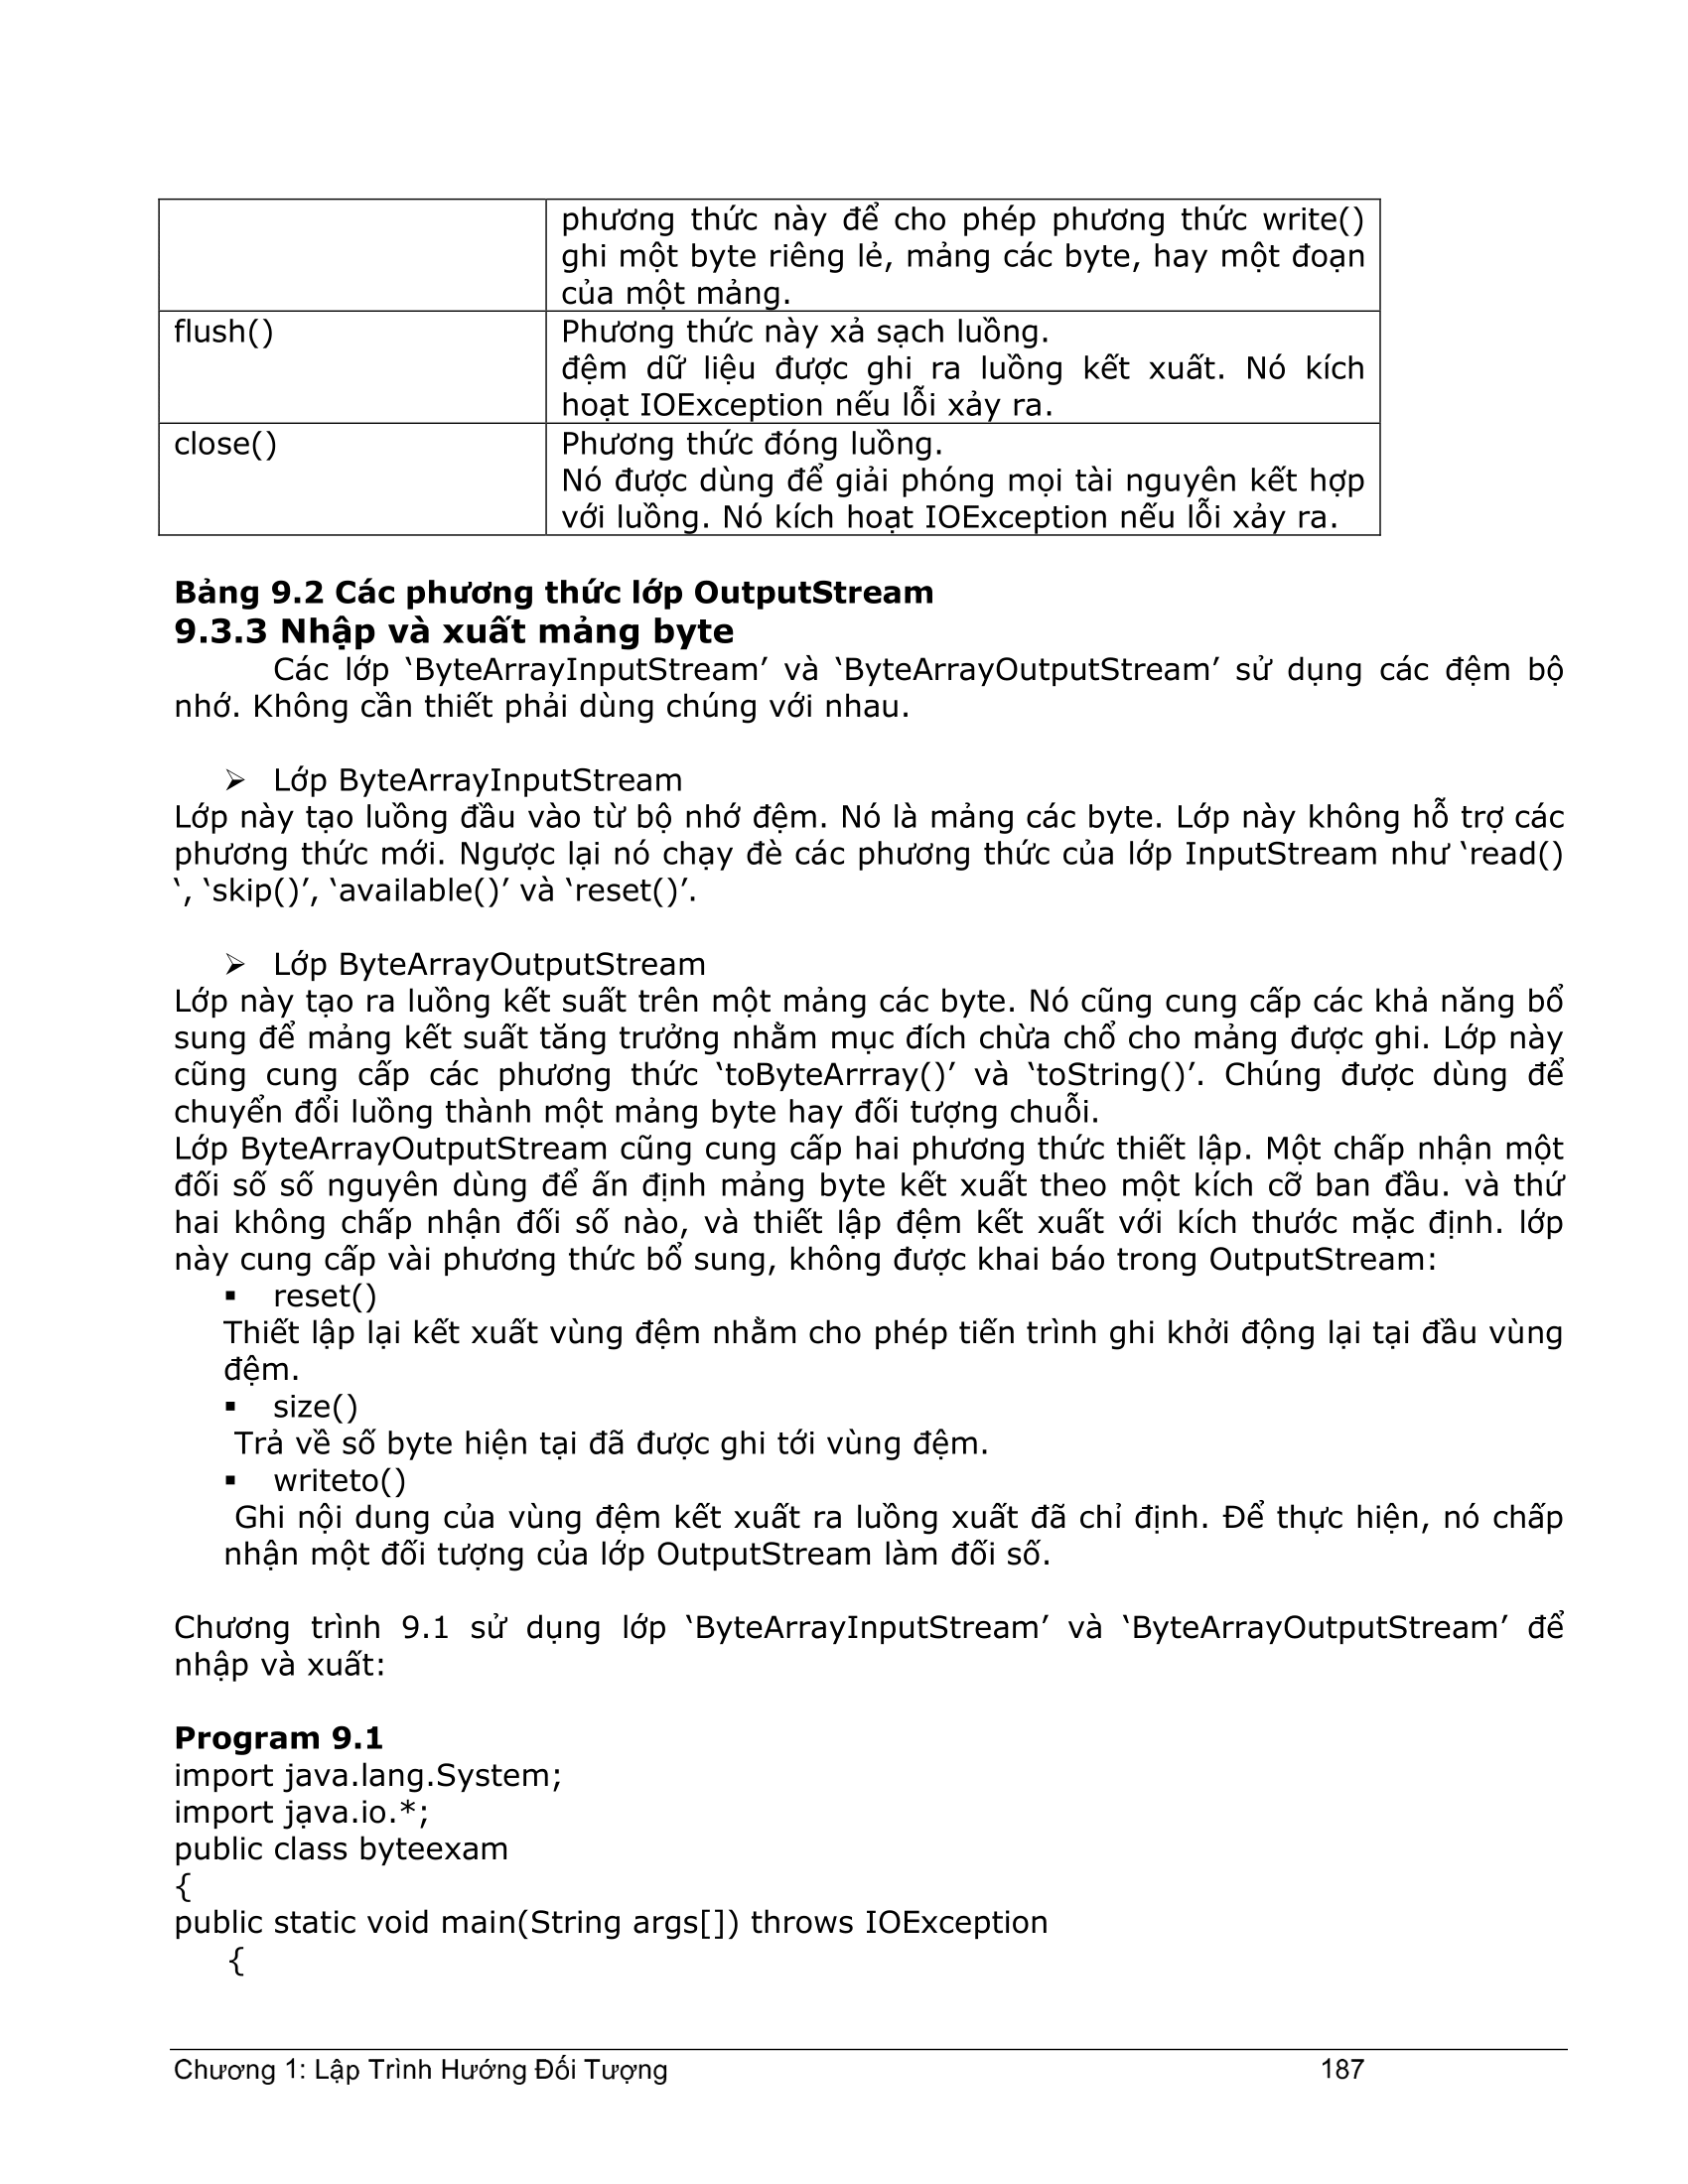 phương thức này để cho phép phương thức write()
ghi một byte riêng lẻ, mảng các byte, hay một đoạn
của một mảng.
flush()
Phương thức này xả sạch luồng.
đệm dữ liệu được ghi ra luồng kết xuất. Nó kích
hoạt IOException nếu lỗi xảy ra.
close()
Phương thức đóng luồng.
Nó được dùng để giải phóng mọi tài nguyên kết hợp
với luồng. Nó kích hoạt IOException nếu lỗi xảy ra.
Bảng 9.2 Các phương thức lớp OutputStream
9.3.3 Nhập và xuất mảng byte
Các lớp ‘ByteArrayInputStream’ và ‘ByteArrayOutputStream’ sử dụng các đệm bộ
nhớ. Không cần thiết phải dùng chúng với nhau.
➢ Lớp ByteArrayInputStream
Lớp này tạo luồng đầu vào từ bộ nhớ đệm. Nó là mảng các byte. Lớp này không hỗ trợ các
phương thức mới. Ngược lại nó chạy đè các phương thức của lớp InputStream như ‘read()
‘, ‘skip()’, ‘available()’ và ‘reset()’.
➢ Lớp ByteArrayOutputStream
Lớp này tạo ra luồng kết suất trên một mảng các byte. Nó cũng cung cấp các khả năng bổ
sung để mảng kết suất tăng trưởng nhằm mục đích chừa chổ cho mảng được ghi. Lớp này
cũng cung cấp các phương thức ‘toByteArrray()’ và ‘toString()’. Chúng được dùng để
chuyển đổi luồng thành một mảng byte hay đối tượng chuỗi.
Lớp ByteArrayOutputStream cũng cung cấp hai phương thức thiết lập. Một chấp nhận một
đối số số nguyên dùng để ấn định mảng byte kết xuất theo một kích cỡ ban đầu. và thứ
hai không chấp nhận đối số nào, và thiết lập đệm kết xuất với kích thước mặc định. lớp
này cung cấp vài phương thức bổ sung, không được khai báo trong OutputStream:
▪ reset()
Thiết lập lại kết xuất vùng đệm nhằm cho phép tiến trình ghi khởi động lại tại đầu vùng
đệm.
▪ size()
Trả về số byte hiện tại đã được ghi tới vùng đệm.
▪ writeto()
Ghi nội dung của vùng đệm kết xuất ra luồng xuất đã chỉ định. Để thực hiện, nó chấp
nhận một đối tượng của lớp OutputStream làm đối số.
Chương trình 9.1 sử dụng lớp ‘ByteArrayInputStream’ và ‘ByteArrayOutputStream’ để
nhập và xuất:
Program 9.1
import java.lang.System;
import jạva.io.*;
public class byteexam
{
public static void main(String args[]) throws IOException
{
Chương 1: Lập Trình Hướng Đối Tượng 187